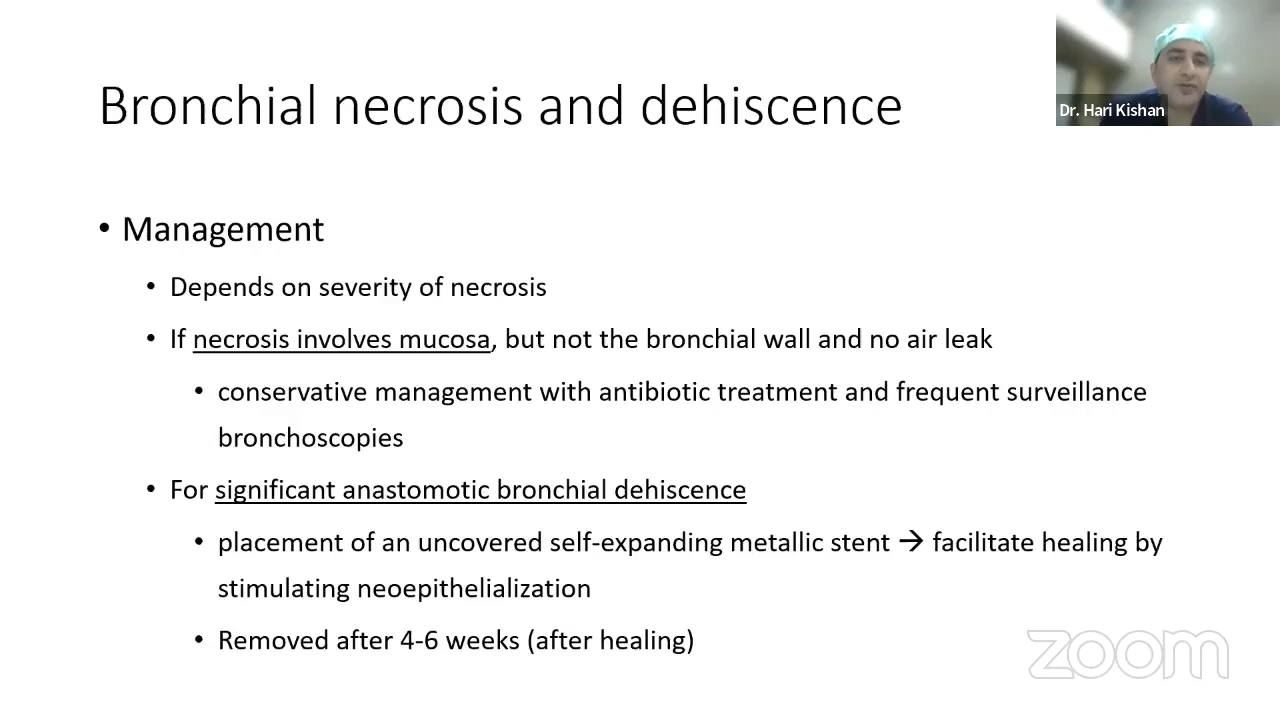 Bronchial necrosis and dehiscence
Dr. Hari Kishan
• Management
• Depends on severity of necrosis
• If necrosis involves mucosa, but not the bronchial wall and no air leak
• conservative management with antibiotic treatment and frequent surveillance
bronchoscopies
• For significant anastomotic bronchial dehiscence
• placement of an uncovered self-expanding metallic stent → facilitate healing by
stimulating neoepithelialization
• Removed after 4-6 weeks (after healing)
zoom